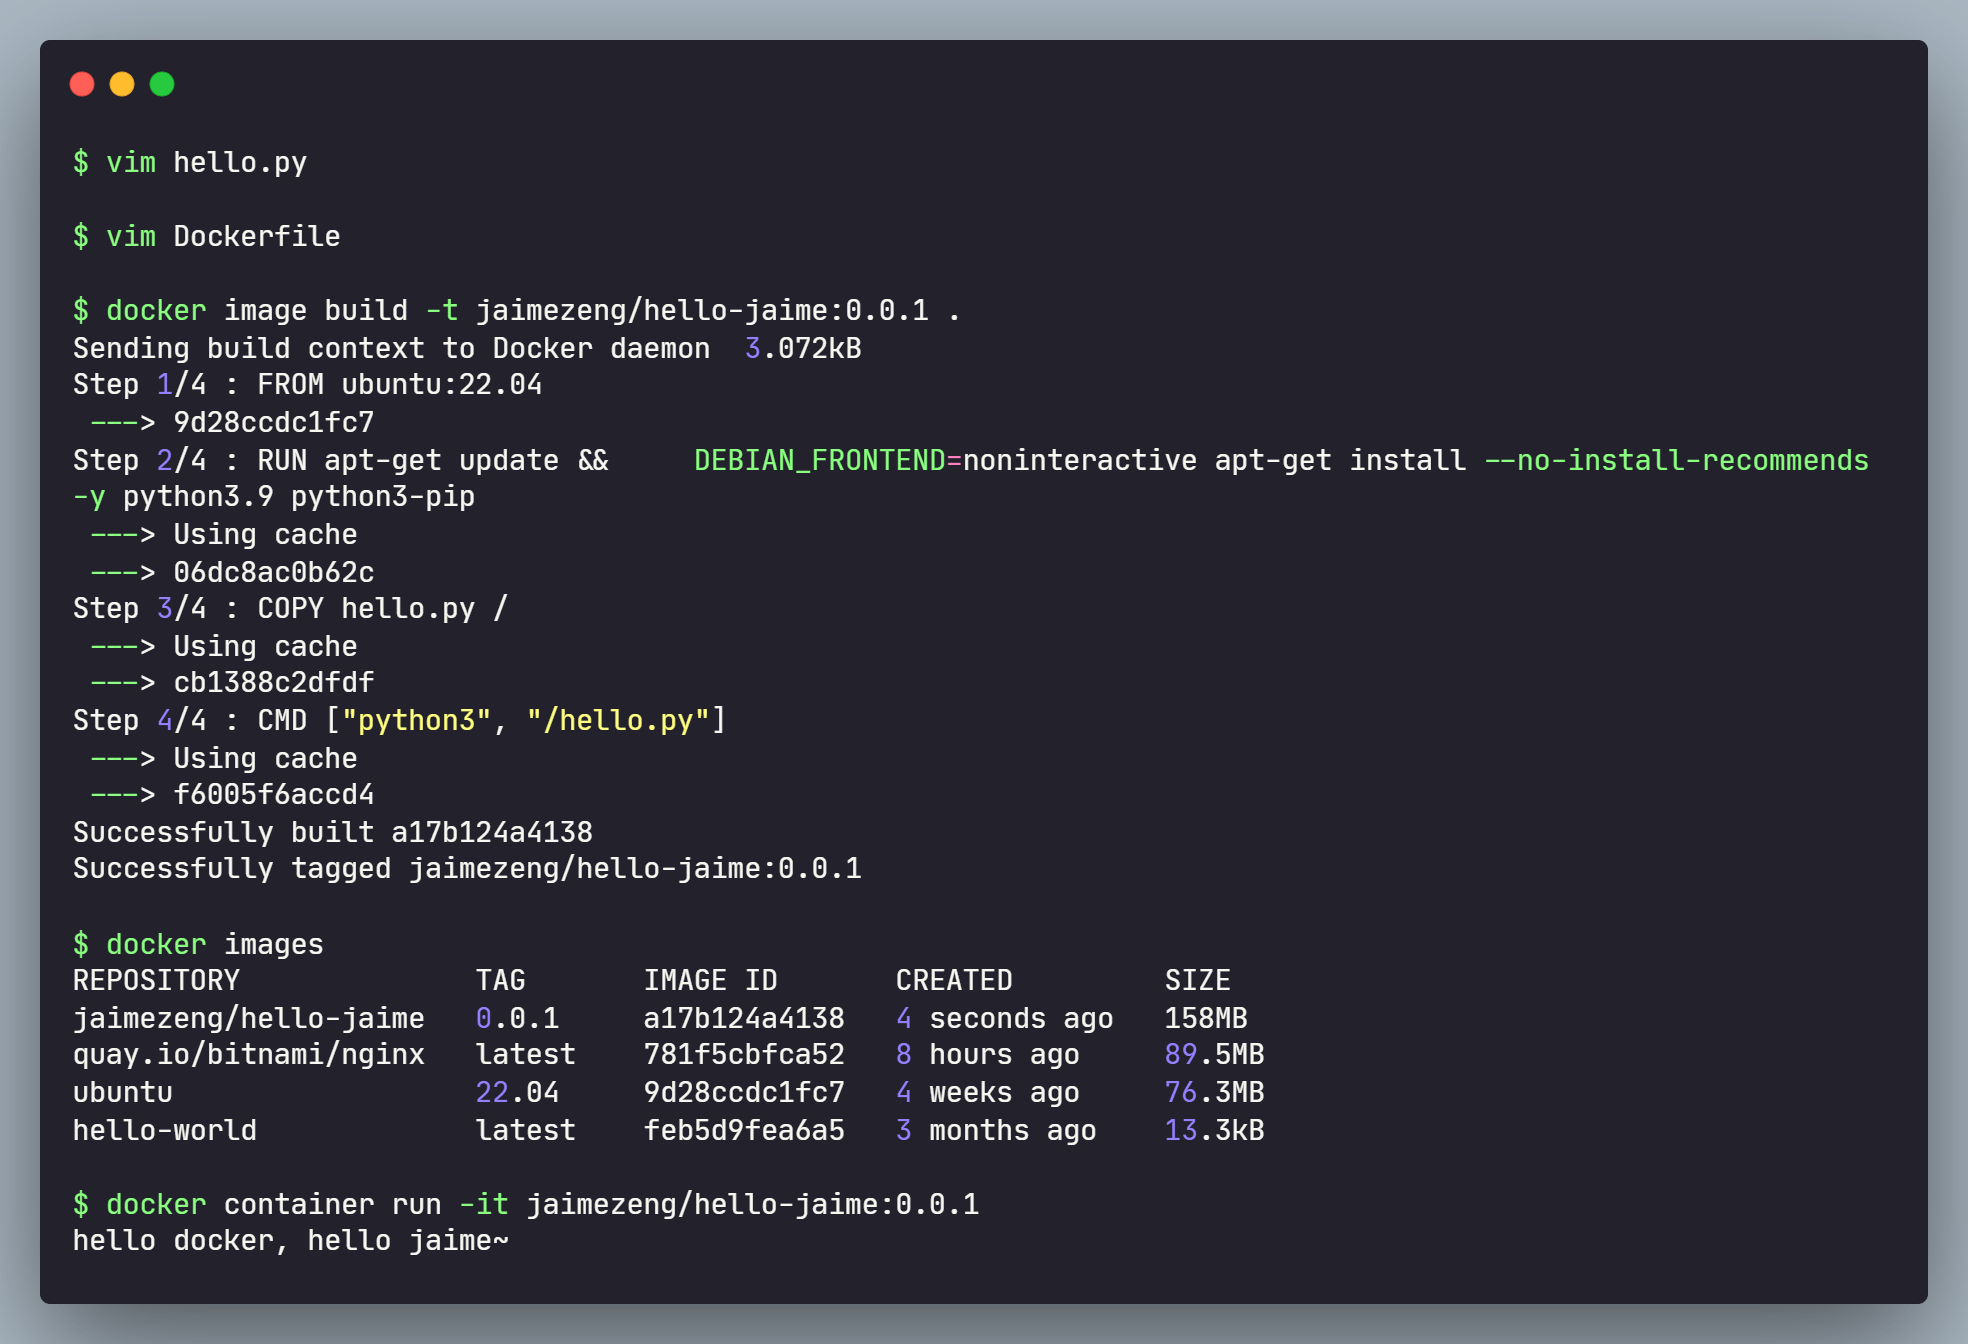 $ vim hello.py
$ vim Dockerfile
$ docker image build -t jaimezeng/hello-jaime:0.0.1 .
Sending build context to Docker daemon  3.072kB
Step 1/4 : FROM ubuntu:22.04
 ---> 9d28ccdc1fc7
Step 2/4 : RUN apt-get update &&     DEBIAN_FRONTEND=noninteractive apt-get install --no-install-recommends
-y python3.9 python3-pip
 ---> Using cache
 ---> 06dc8ac0b62c
Step 3/4 : COPY hello.py /
 ---> Using cache
 ---> cb1388c2dfdf
Step 4/4 : CMD ["python3", "/hello.py"]
 ---> Using cache
 ---> f6005f6accd4
Successfully built a17b124a4138
Successfully tagged jaimezeng/hello-jaime:0.0.1
$ docker images
REPOSITORY              TAG       IMAGE ID       CREATED         SIZE
jaimezeng/hello-jaime   0.0.1     a17b124a4138   4 seconds ago   158MB
quay.io/bitnami/nginx   latest    781f5cbfca52   8 hours ago     89.5MB
ubuntu                  22.04     9d28ccdc1fc7   4 weeks ago     76.3MB
hello-world             latest    feb5d9fea6a5   3 months ago    13.3kB
$ docker container run -it jaimezeng/hello-jaime:0.0.1
hello docker, hello jaime~